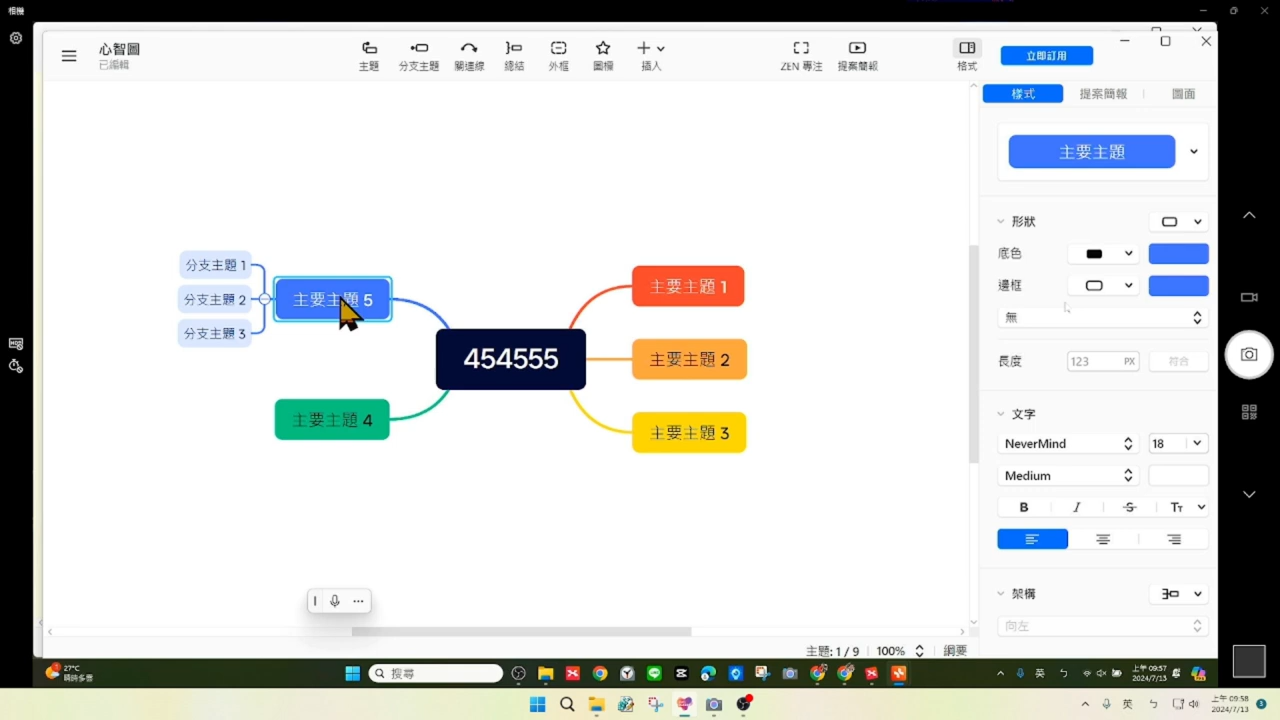 相機
心智圖
已編輯
主題
分支主題
關連線
總結
外框
圖標
插入
ZEN 專注
提案簡報
格式
立即訂用
樣式
提案簡報
圖面
主要主題
形狀
底色
邊框
無
長度
123 PX
符合
文字
NeverMind
18
Medium
B I S Tт
架構
向左
分支主題 1
分支主題 2
分支主題 3
主要主題 5
主要主題 4
454555
主要主題 1
主要主題 2
主要主題 3
主題: 1 / 9
100%
綱要
27°C
晴時多雲
搜尋
英
ㄅ
上午 09:57
2024/7/13
英
ㄅ
上午 09:58
2024/7/13
3